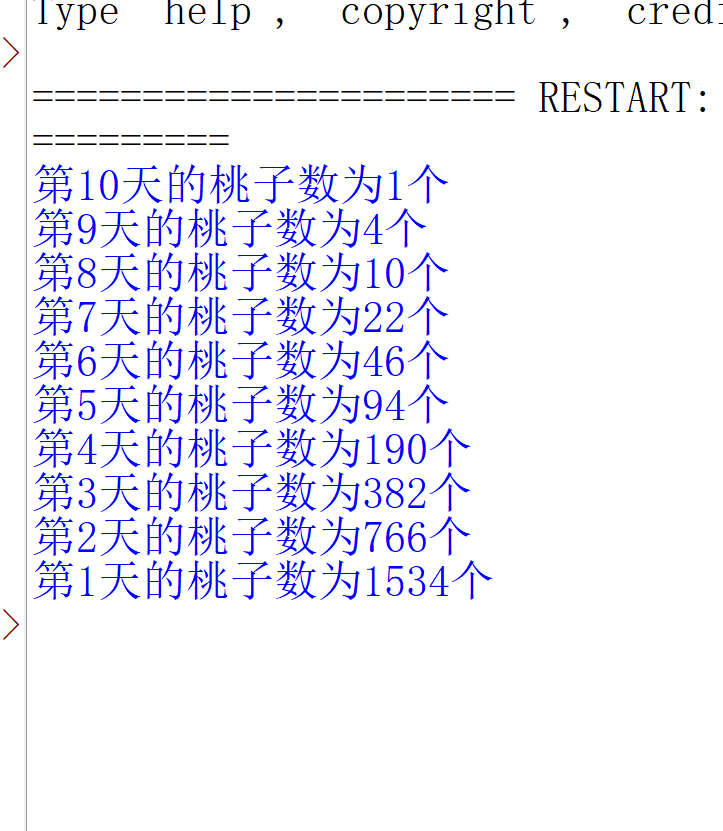 Type help , copyright ,
====================== RESTART:
=========
第10天的桃子数为1个
第9天的桃子数为4个
第8天的桃子数为10个
第7天的桃子数为22个
第6天的桃子数为46个
第5天的桃子数为94个
第4天的桃子数为190个
第3天的桃子数为382个
第2天的桃子数为766个
第1天的桃子数为1534个